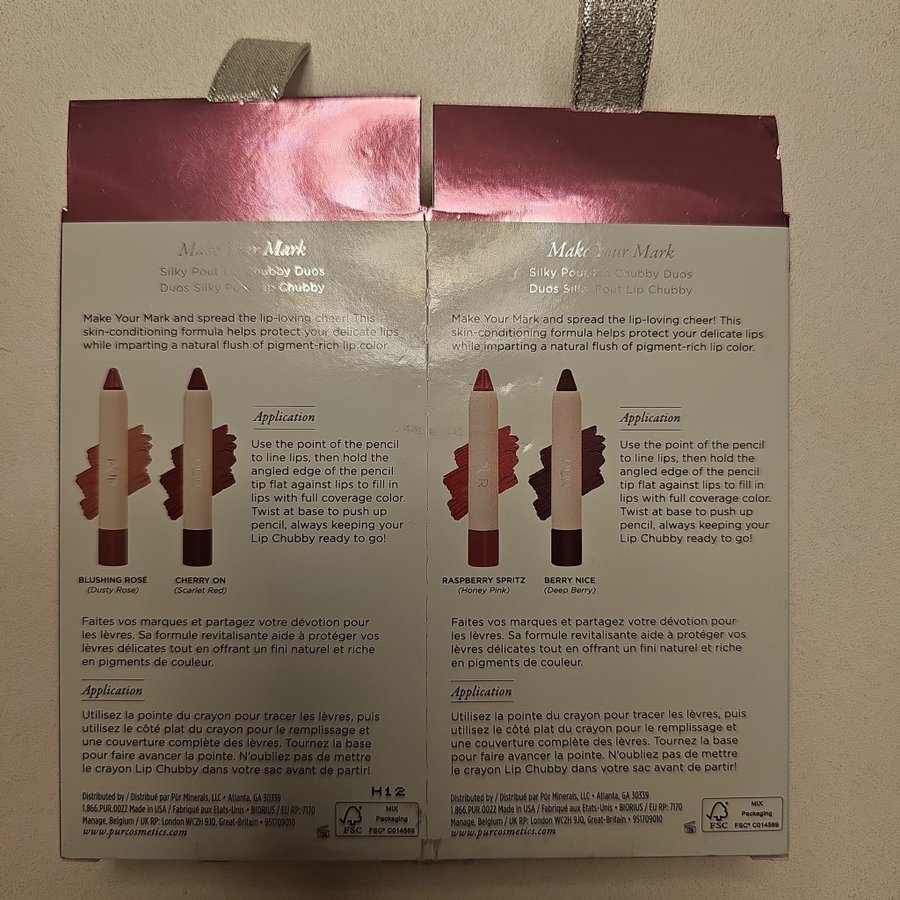 Make Your Mark
Silky Pout Lip Chubby Duos
Duos Silky Pout Lip Chubby
Make Your Mark and spread the lip-loving cheer! This
skin-conditioning formula helps protect your delicate lips
while imparting a natural flush of pigment-rich lip color.
Application
Use the point of the pencil
to line lips, then hold the
angled edge of the pencil
tip flat against lips to fill in
lips with full coverage color.
Twist at base to push up
pencil, always keeping your
Lip Chubby ready to go!
PÜR
PÜR
BLUSHING ROSÉ
(Dusty Rose)
CHERRY ON
(Scarlet Red)
Faites vos marques et partagez votre dévotion pour
les lèvres. Sa formule revitalisante aide à protéger vos
lèvres délicates tout en offrant un fini naturel et riche
en pigments de couleur.
Application
Utilisez la pointe du crayon pour tracer les lèvres, puis
utilisez le côté plat du crayon pour le remplissage et
une couverture complète des lèvres. Tournez la base
pour faire avancer la pointe. N'oubliez pas de mettre
le crayon Lip Chubby dans votre sac avant de partir!
H12
Distributed by / Distribué par Pür Minerals, LLC • Atlanta, GA 30339
1.866.PUR.0022 Made in USA / Fabriqué aux États-Unis • BIORIUS / EU RP: 7170
Manage, Belgium / UK RP: London WC2H 9JQ, Great-Britain • 951709010
www.purcosmetics.com
FSC
MIX
Packaging
FSC® C014569
Make Your Mark
Silky Pout Lip Chubby Duos
Duos Silky Pout Lip Chubby
Make Your Mark and spread the lip-loving cheer! This
skin-conditioning formula helps protect your delicate lips
while imparting a natural flush of pigment-rich lip color.
Application
Use the point of the pencil
to line lips, then hold the
angled edge of the pencil
tip flat against lips to fill in
lips with full coverage color.
Twist at base to push up
pencil, always keeping your
Lip Chubby ready to go!
PÜR
PÜR
RASPBERRY SPRITZ
(Honey Pink)
BERRY NICE
(Deep Berry)
Faites vos marques et partagez votre dévotion pour
les lèvres. Sa formule revitalisante aide à protéger vos
lèvres délicates tout en offrant un fini naturel et riche
en pigments de couleur.
Application
Utilisez la pointe du crayon pour tracer les lèvres, puis
utilisez le côté plat du crayon pour le remplissage et
une couverture complète des lèvres. Tournez la base
pour faire avancer la pointe. N'oubliez pas de mettre
le crayon Lip Chubby dans votre sac avant de partir!
Distributed by / Distribué par Pür Minerals, LLC • Atlanta, GA 30339
1.866.PUR.0022 Made in USA / Fabriqué aux États-Unis • BIORIUS / EU RP: 7170
Manage, Belgium / UK RP: London WC2H 9JQ, Great-Britain • 951709010
www.purcosmetics.com
FSC
MIX
Packaging
FSC® C014569